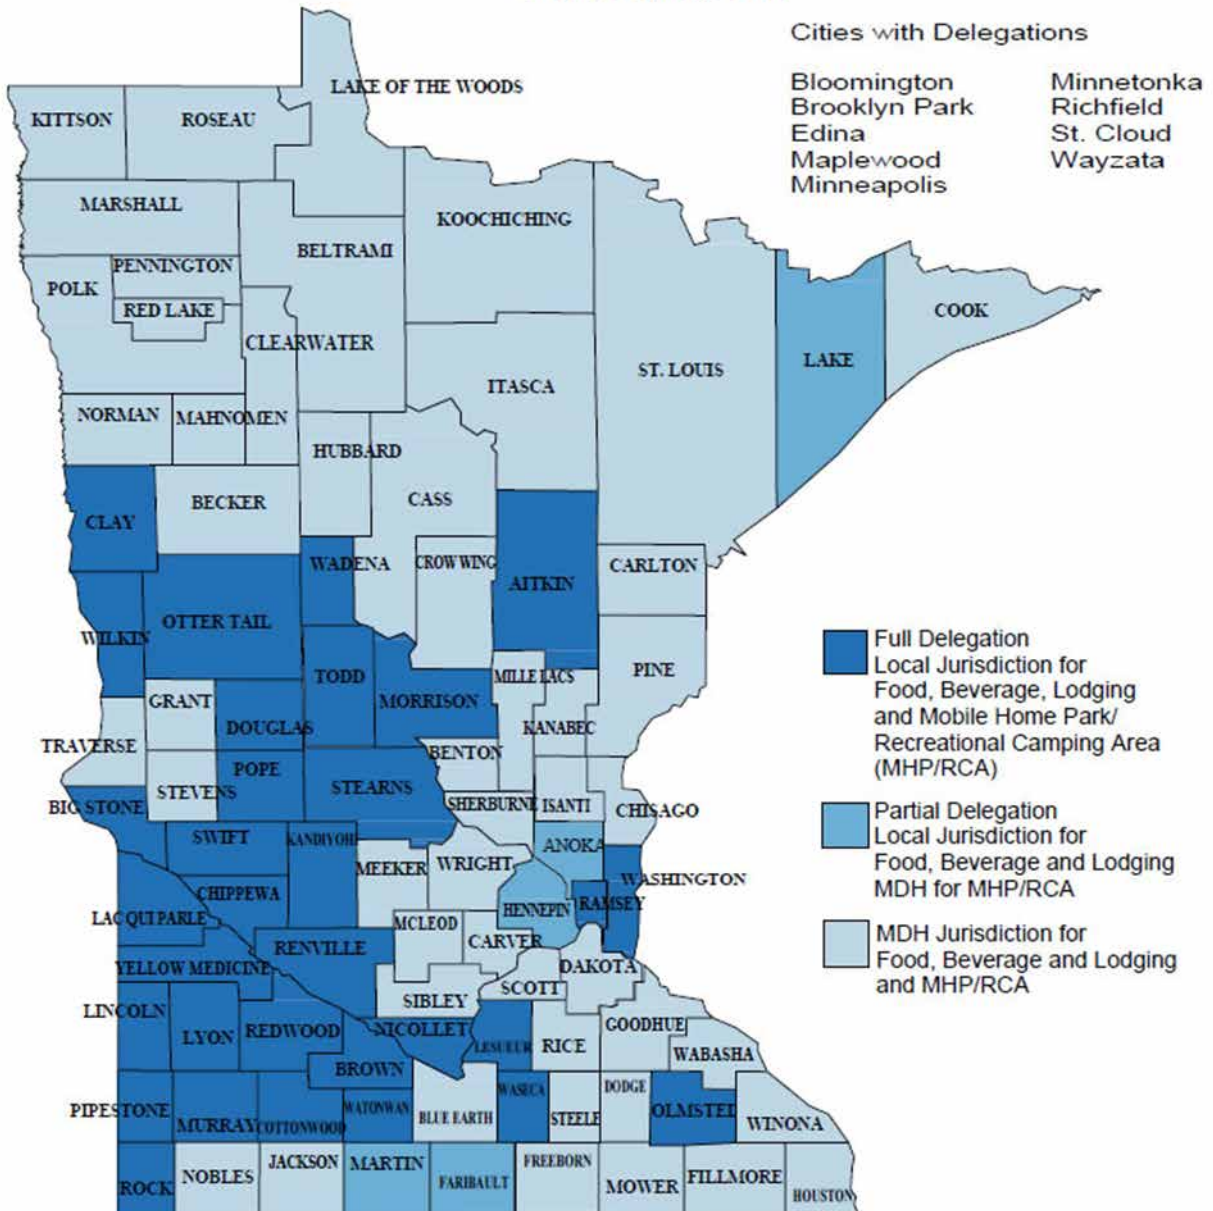 Cities with Delegations
Bloomington
Brooklyn Park
Edina
Maplewood
Minneapolis
Minnetonka
Richfield
St. Cloud
Wayzata
LAKE OF THE WOODS
KITTSON
ROSEAU
MARSHALL
KOOCHICHING
BELTRAMI
PENNINGTON
POLK
RED LAKE
COOK
CLEARWATER
LAKE
ST. LOUIS
ITASCA
NORMAN
MAHNOMEN
HUBBARD
CASS
BECKER
CLAY
WADENA
CROW WING
CARLTON
AITKIN
OTTER TAIL
WILKIN
PINE
TODD
MILLE LACS
GRANT
MORRISON
DOUGLAS
KANABEC
TRAVERSE
BENTON
POPE
STEARNS
STEVENS
BIG STONE
SHERBURNE
ISANTI
CHISAGO
SWIFT
KANDIYOHI
ANOKA
MEEKER
WRIGHT
WASHINGTON
CHIPPEWA
RAMSEY
HENNEPIN
LAC QUI PARLE
MCLEOD
CARVER
RENVILLE
YELLOW MEDICINE
DAKOTA
SCOTT
SIBLEY
LINCOLN
GOODHUE
NICOLLET
REDWOOD
LYON
LESUEUR
RICE
WABASHA
BROWN
DODGE
WASECA
PIPESTONE
WATONWAN
OLMSTED
BLUE EARTH
STEELE
MURRAY
COTTONWOOD
WINONA
FREEBORN
JACKSON
MARTIN
NOBLES
FARIBAULT
FILLMORE
MOWER
ROCK
HOUSTON
Full Delegation
Local Jurisdiction for
Food, Beverage, Lodging
and Mobile Home Park/
Recreational Camping Area
(MHP/RCA)
Partial Delegation
Local Jurisdiction for
Food, Beverage and Lodging
MDH for MHP/RCA
MDH Jurisdiction for
Food, Beverage and Lodging
and MHP/RCA